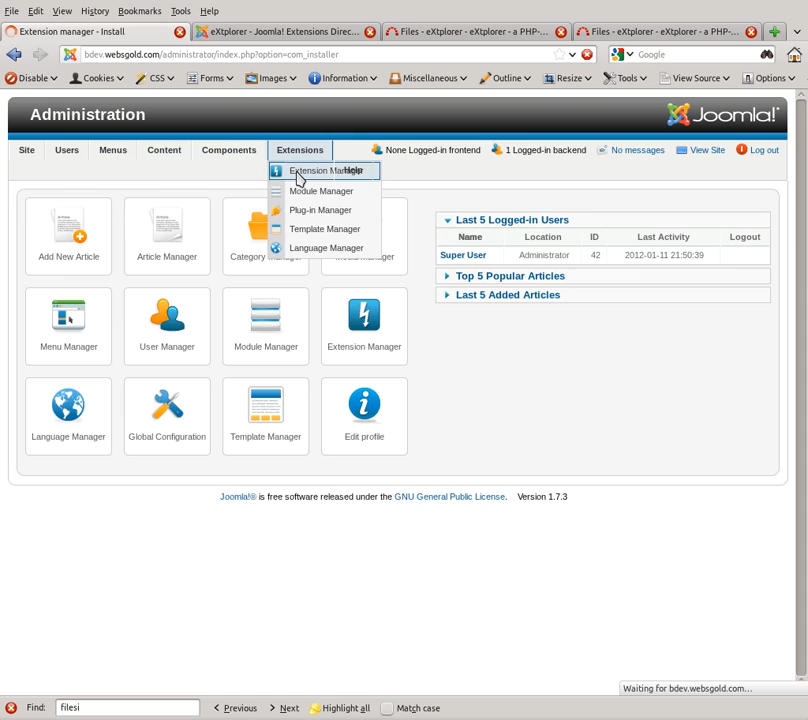 File Edit View History Bookmarks Tools Help
Extension manager - Install
eXtplorer - Joomla! Extensions Direc...
Files - eXtplorer - eXtplorer - a PHP-...
Files - eXtplorer - eXtplorer - a PHP-...
bdev.websgold.com/administrator/index.php?option=com_installer
Google
Disable Cookies CSS Forms Images Information Miscellaneous Outline Resize Tools View Source Options
Administration
Joomla!
Site Users Menus Content Components Extensions
None Logged-in frontend 1 Logged-in backend No messages View Site Log out
Extension Manager
Help
Module Manager
Plug-in Manager
Template Manager
Language Manager
Add New Article
Article Manager
Category
Media Manager
Menu Manager
User Manager
Module Manager
Extension Manager
Language Manager
Global Configuration
Template Manager
Edit profile
Last 5 Logged-in Users
Name Location ID Last Activity Logout
Super User Administrator 42 2012-01-11 21:50:39
Top 5 Popular Articles
Last 5 Added Articles
Joomla!® is free software released under the GNU General Public License. Version 1.7.3
Waiting for bdev.websgold.com...
Find: filesi Previous Next Highlight all Match case